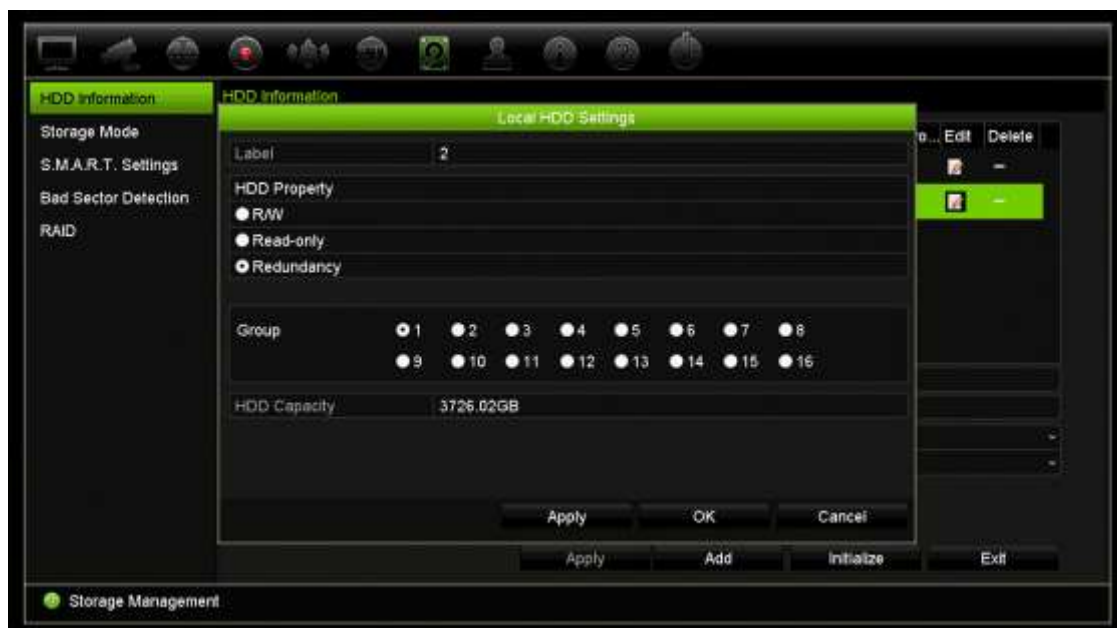 HDD Information
HDD Information
Local HDD Settings
Storage Mode
Edit Delete
Label 2
S.M.A.R.T. Settings
HDD Property
Bad Sector Detection
R/W
RAID
Read-only
Redundancy
Group 1 2 3 4 5 6 7 8
9 10 11 12 13 14 15 16
HDD Capacity 3726.02GB
Apply OK Cancel
Apply Add Initialize Exit
Storage Management